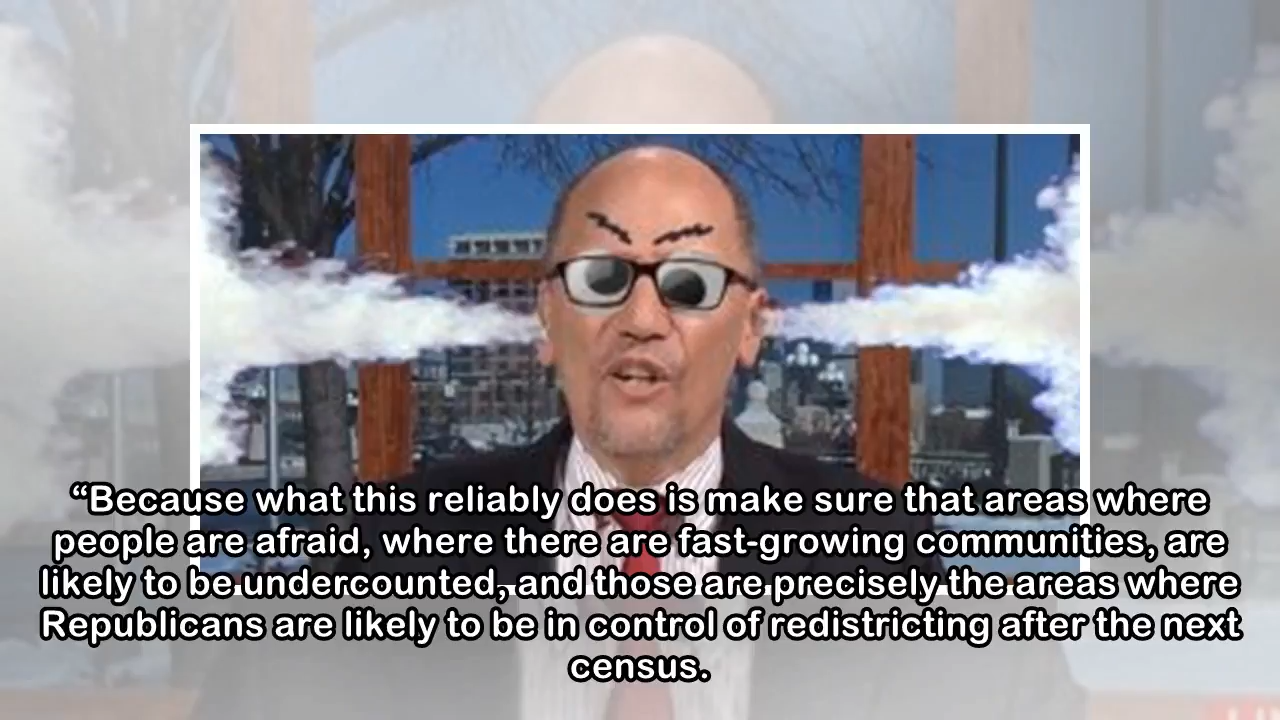 “Because what this reliably does is make sure that areas where
people are afraid, where there are fast-growing communities, are
likely to be undercounted, and those are precisely the areas where
Republicans are likely to be in control of redistricting after the next
census.